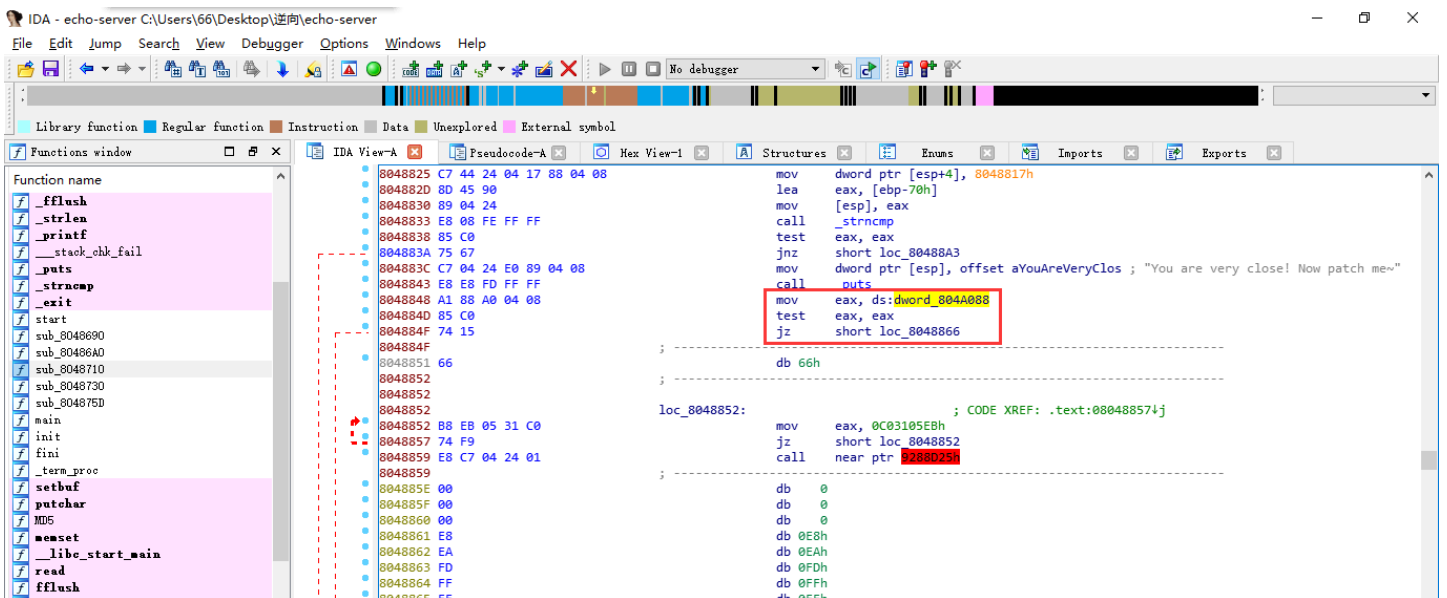 IDA - echo-server C:\Users\66\Desktop\逆向\echo-server
File Edit Jump Search View Debugger Options Windows Help
No debugger
Library function Regular function Instruction Data Unexplored External symbol
Functions window
IDA View-A Pseudocode-A Hex View-1 Structures Enums Imports Exports
Function name
_fflush
_strlen
_printf
___stack_chk_fail
_puts
_strncmp
_exit
start
sub_8048690
sub_80486A0
sub_8048710
sub_8048730
sub_804875D
main
init
fini
_term_proc
setbuf
putchar
MD5
memset
__libc_start_main
read
fflush
8048825 C7 44 24 04 17 88 04 08 mov dword ptr [esp+4], 8048817h
804882D 8D 45 90 lea eax, [ebp-70h]
8048830 89 04 24 mov [esp], eax
8048833 E8 08 FE FF FF call _strncmp
8048838 85 C0 test eax, eax
804883A 75 67 jnz short loc_80488A3
804883C C7 04 24 E0 89 04 08 mov dword ptr [esp], offset aYouAreVeryClos ; "You are very close! Now patch me~"
8048843 E8 E8 FD FF FF call _puts
8048848 A1 88 A0 04 08 mov eax, ds:dword_804A088
804884D 85 C0 test eax, eax
804884F 74 15 jz short loc_8048866
804884F ; ---------------------------------------------------------------------------
8048851 66 db 66h
8048852 ; ---------------------------------------------------------------------------
8048852
8048852 loc_8048852: ; CODE XREF: .text:08048857↓j
8048852 B8 EB 05 31 C0 mov eax, 0C03105EBh
8048857 74 F9 jz short loc_8048852
8048859 E8 C7 04 24 01 call near ptr 9288D25h
8048859 ; ---------------------------------------------------------------------------
804885E 00 db 0
804885F 00 db 0
8048860 00 db 0
8048861 E8 db 0E8h
8048862 EA db 0EAh
8048863 FD db 0FDh
8048864 FF db 0FFh